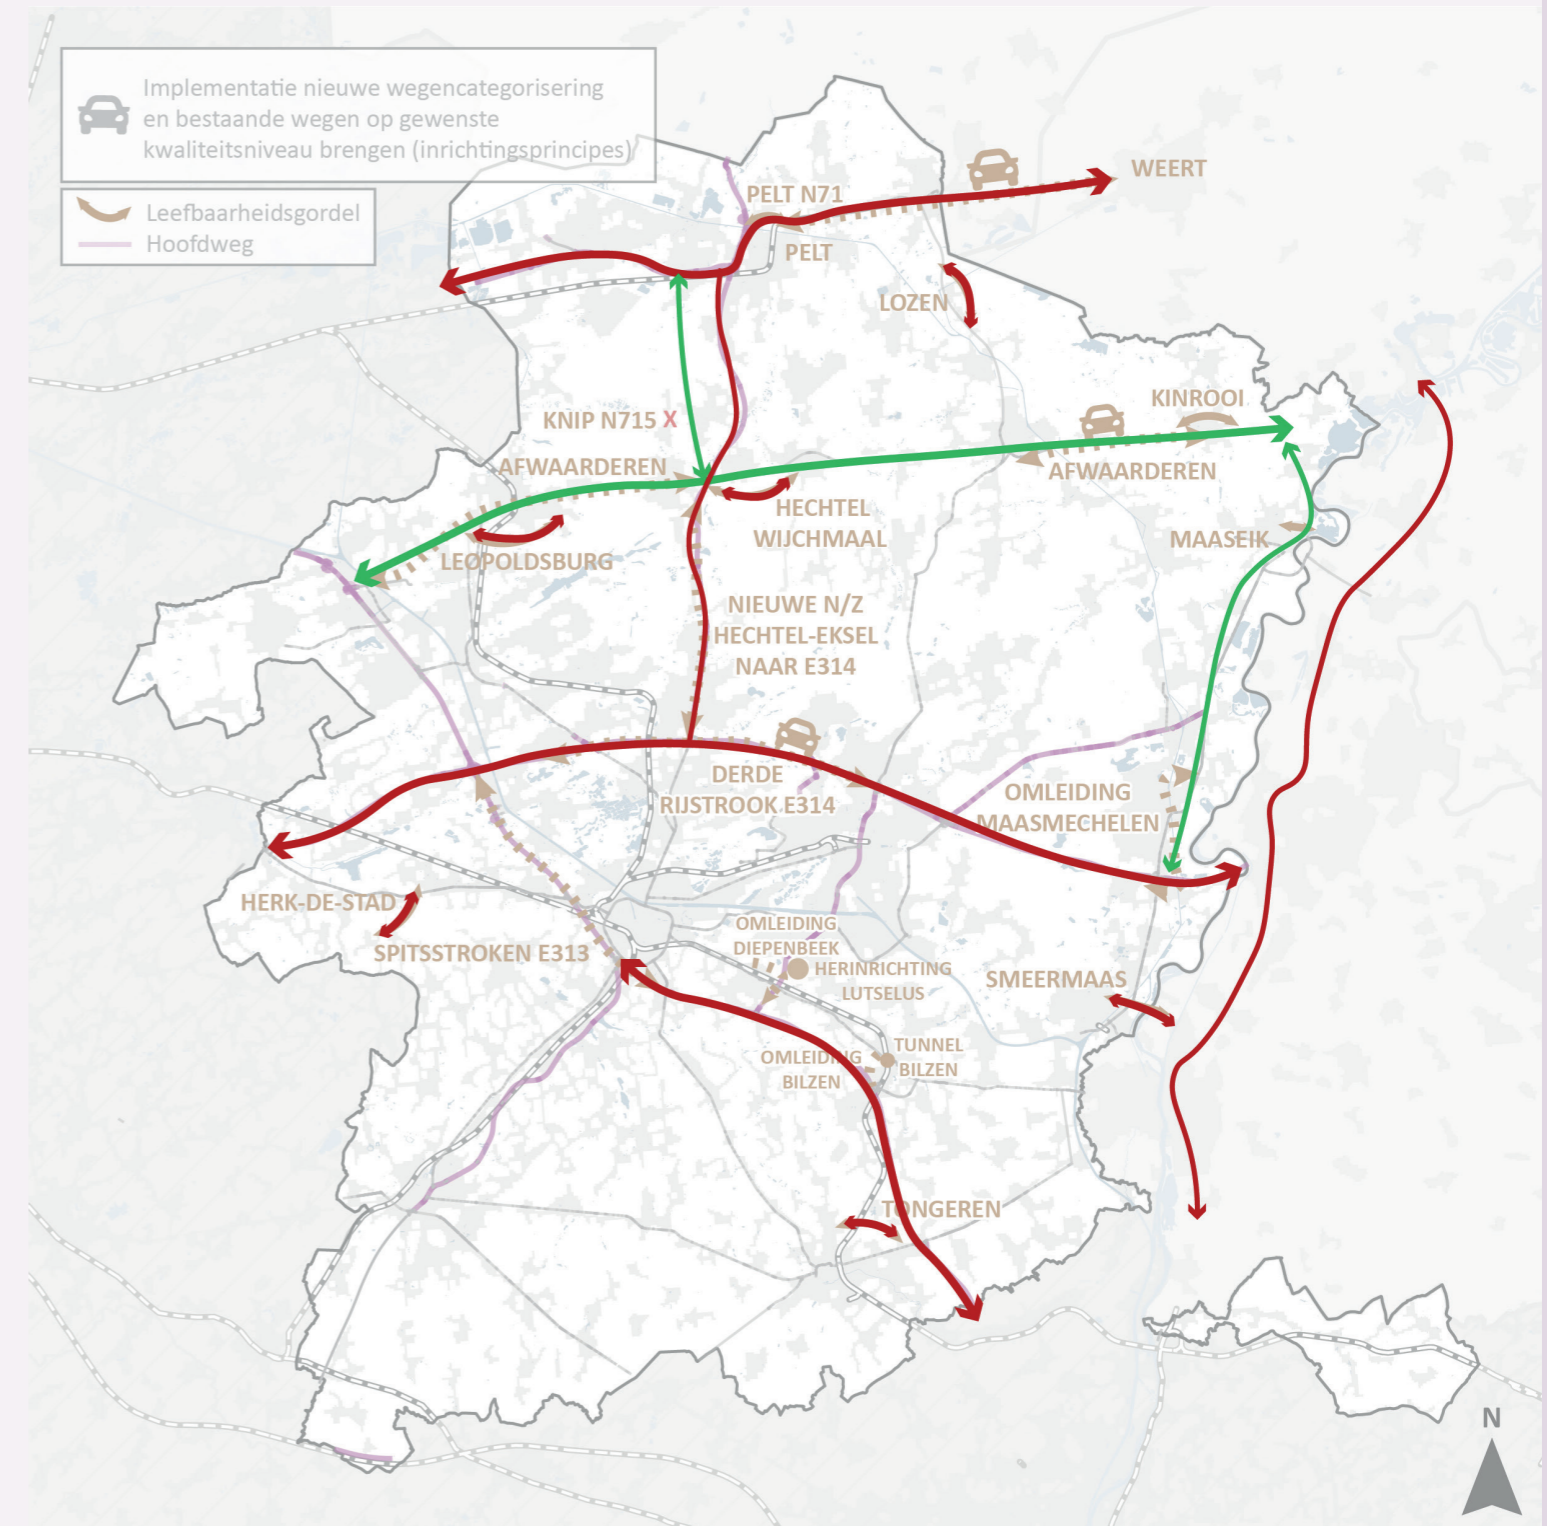 Implementatie nieuwe wegencategorisering
en bestaande wegen op gewenste
kwaliteitsniveau brengen (inrichtingsprincipes)
Leefbaarheidsgordel
Hoofdweg
WEERT
PELT N71
PELT
LOZEN
KINROOI
KNIP N715 X
AFWAARDEREN
AFWAARDEREN
HECHTEL
WIJCHMAAL
MAASEIK
LEOPOLDSBURG
NIEUWE N/Z
HECHTEL-EKSEL
NAAR E314
DERDE
RIJSTROOK E314
OMLEIDING
MAASMECHELEN
HERK-DE-STAD
SPITSSTROKEN E313
OMLEIDING
DIEPENBEEK
HERINRICHTING
LUTSELUS
SMEERMAAS
OMLEIDING
BILZEN
TUNNEL
BILZEN
TONGEREN
N